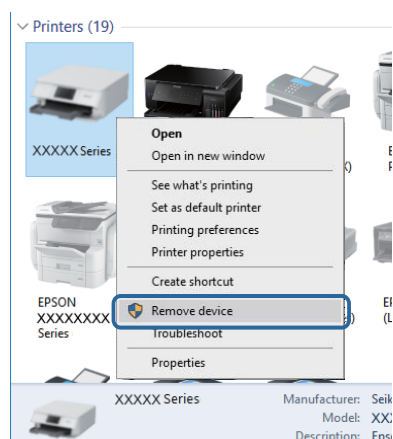 Printers (19)
XXXXX Series
Open
Open in new window
See what's printing
Set as default printer
Printing preferences
Printer properties
Create shortcut
Remove device
Troubleshoot
Properties
EPSON
XXXXXXXX
Series
XXXXX Series
Manufacturer:
Model:
Description: